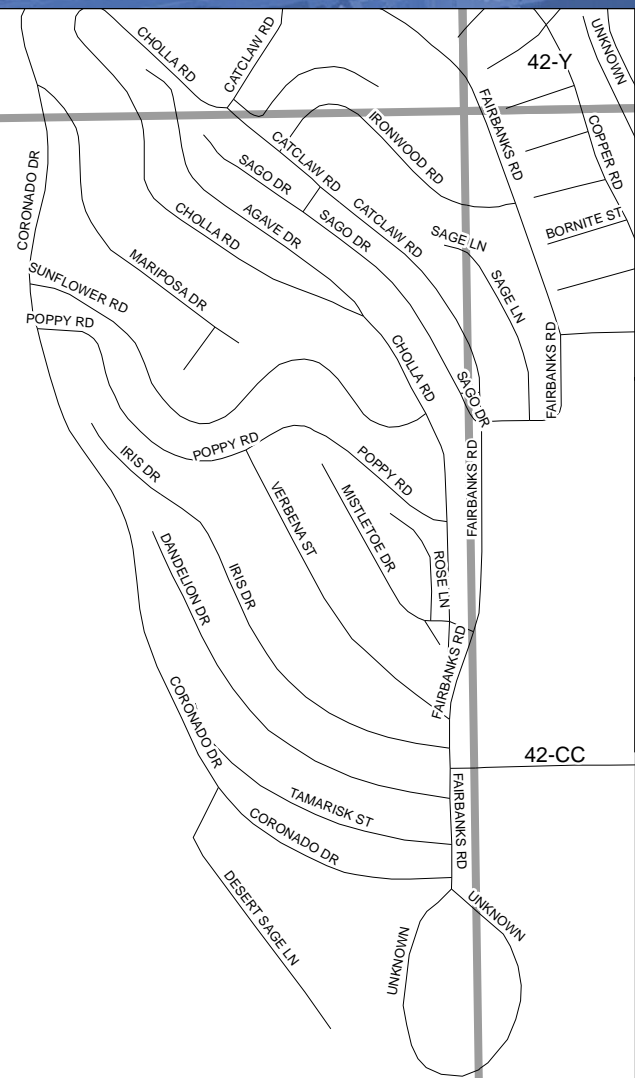 CHOLLA RD
CATCLAW RD
42-Y
UNKNOWN
FAIRBANKS RD
IRONWOOD RD
COPPER RD
CATCLAW RD
SAGO DR
CORONADO DR
CHOLLA RD
AGAVE DR
SAGO DR
CATCLAW RD
SAGE LN
BORNITE ST
MARIPOSA DR
SUNFLOWER RD
SAGE LN
POPPY RD
CHOLLA RD
FAIRBANKS RD
SAGO DR
IRIS DR
POPPY RD
POPPY RD
FAIRBANKS RD
VERBENA ST
MISTLETOE DR
DANDELION DR
IRIS DR
ROSE LN
FAIRBANKS RD
CORONADO DR
42-CC
TAMARISK ST
FAIRBANKS RD
CORONADO DR
DESERT SAGE LN
UNKNOWN
UNKNOWN